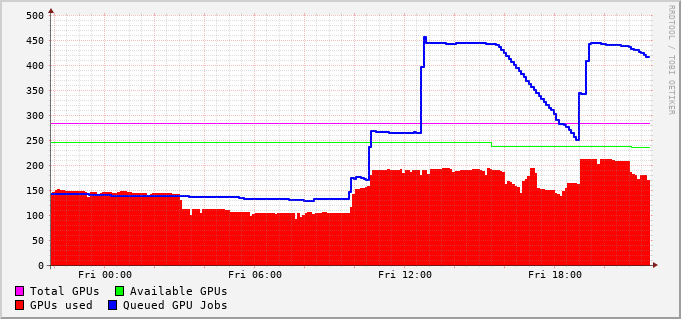 500
450
400
350
300
250
200
150
100
50
0
Fri 00:00 Fri 06:00 Fri 12:00 Fri 18:00
Total GPUs Available GPUs
GPUs used Queued GPU Jobs
RRDTOOL / TOBI OETIKER